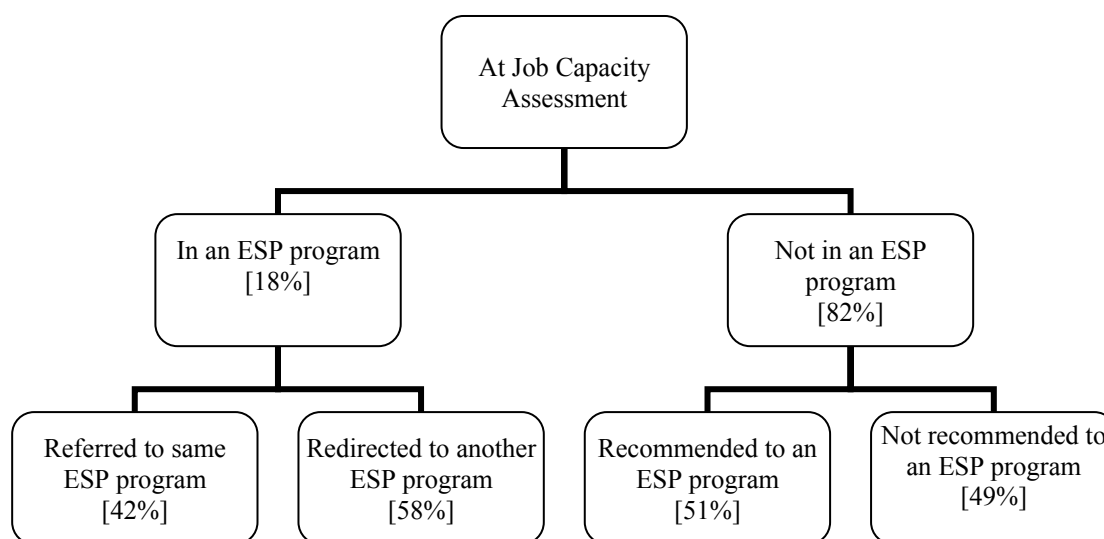 At Job Capacity
Assessment
In an ESP program
[18%]
Not in an ESP
program
[82%]
Referred to same
ESP program
[42%]
Redirected to another
ESP program
[58%]
Recommended to an
ESP program
[51%]
Not recommended to
an ESP program
[49%]